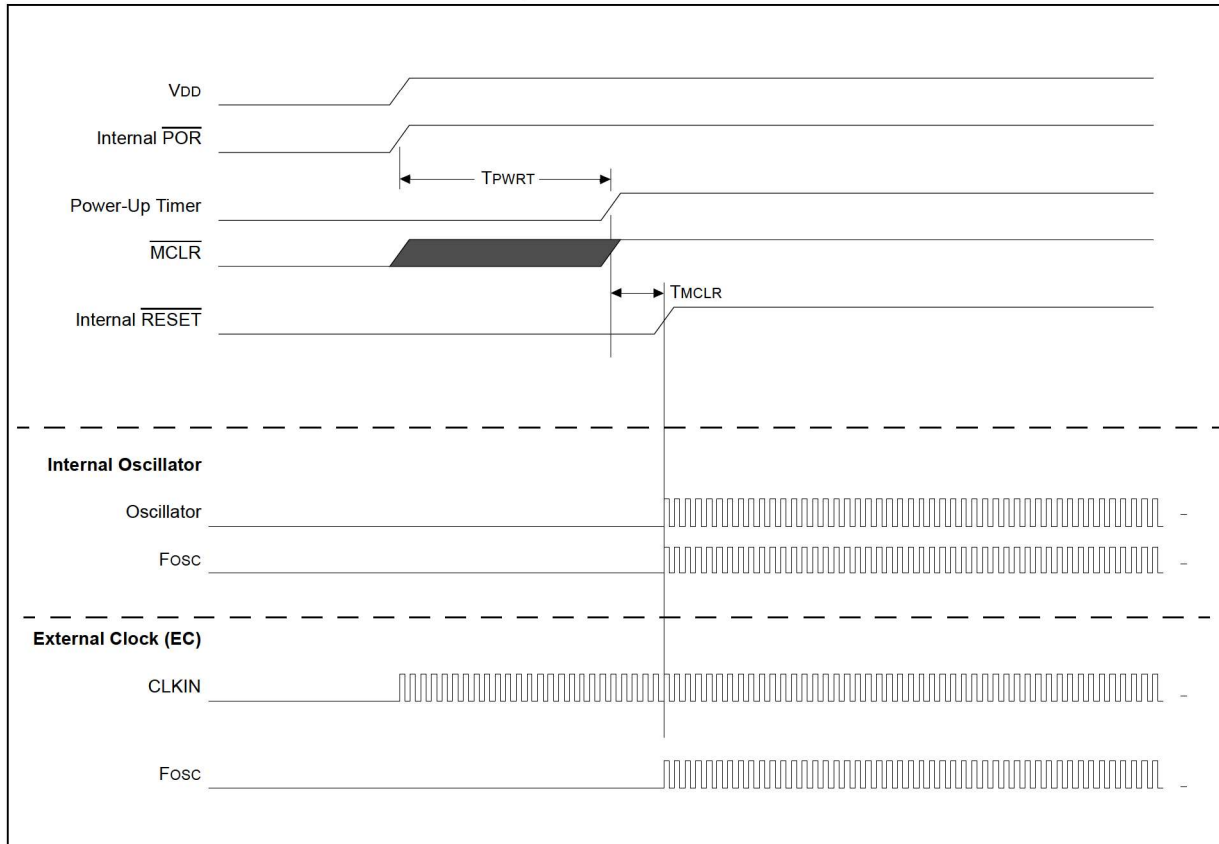 VDD
Internal POR
TPWRT
Power-Up Timer
MCLR
TMCLR
Internal RESET
Internal Oscillator
Oscillator
FOSC
External Clock (EC)
CLKIN
FOSC